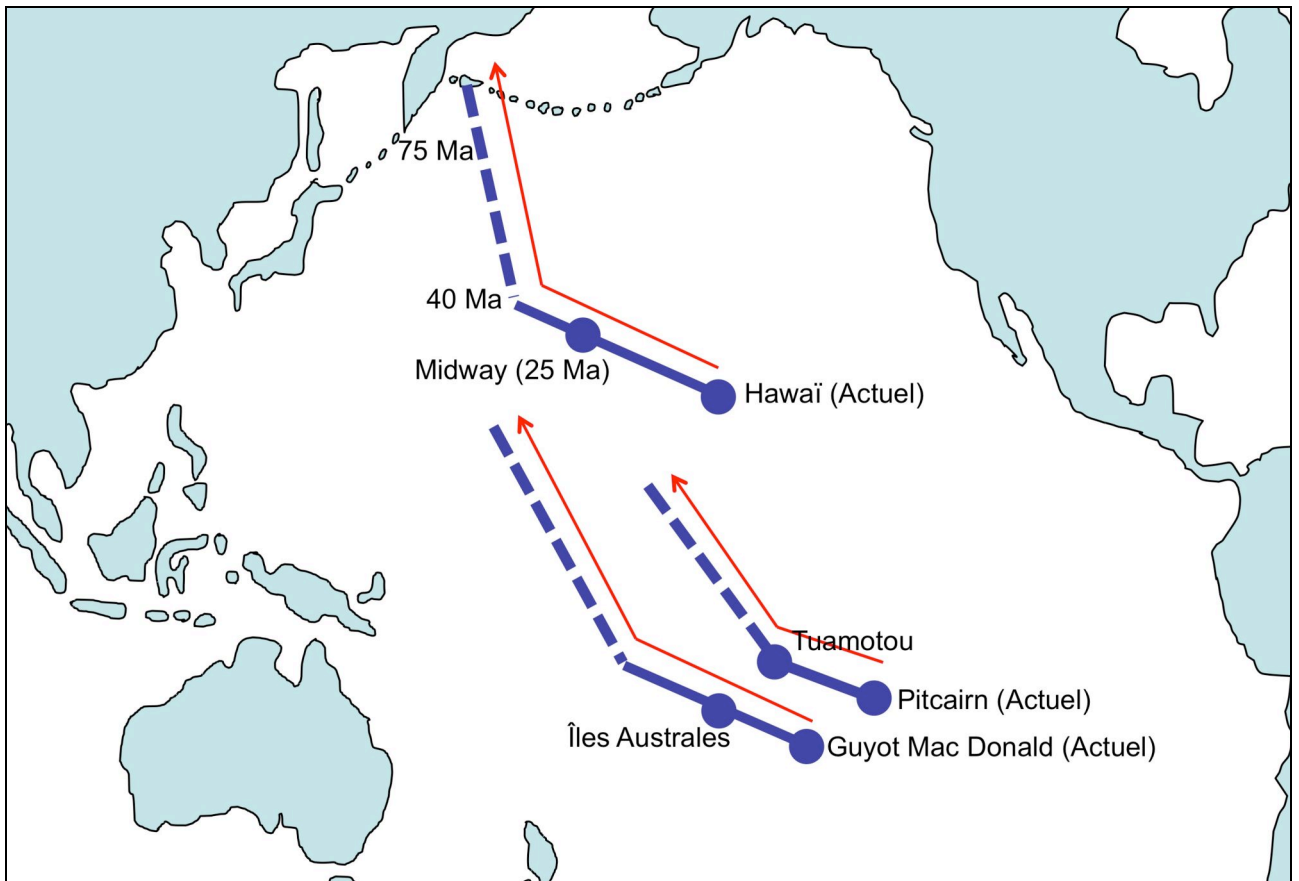 75 Ma
40 Ma
Midway (25 Ma)
Hawaï (Actuel)
Tuamotou
Pitcairn (Actuel)
Îles Australes
Guyot Mac Donald (Actuel)